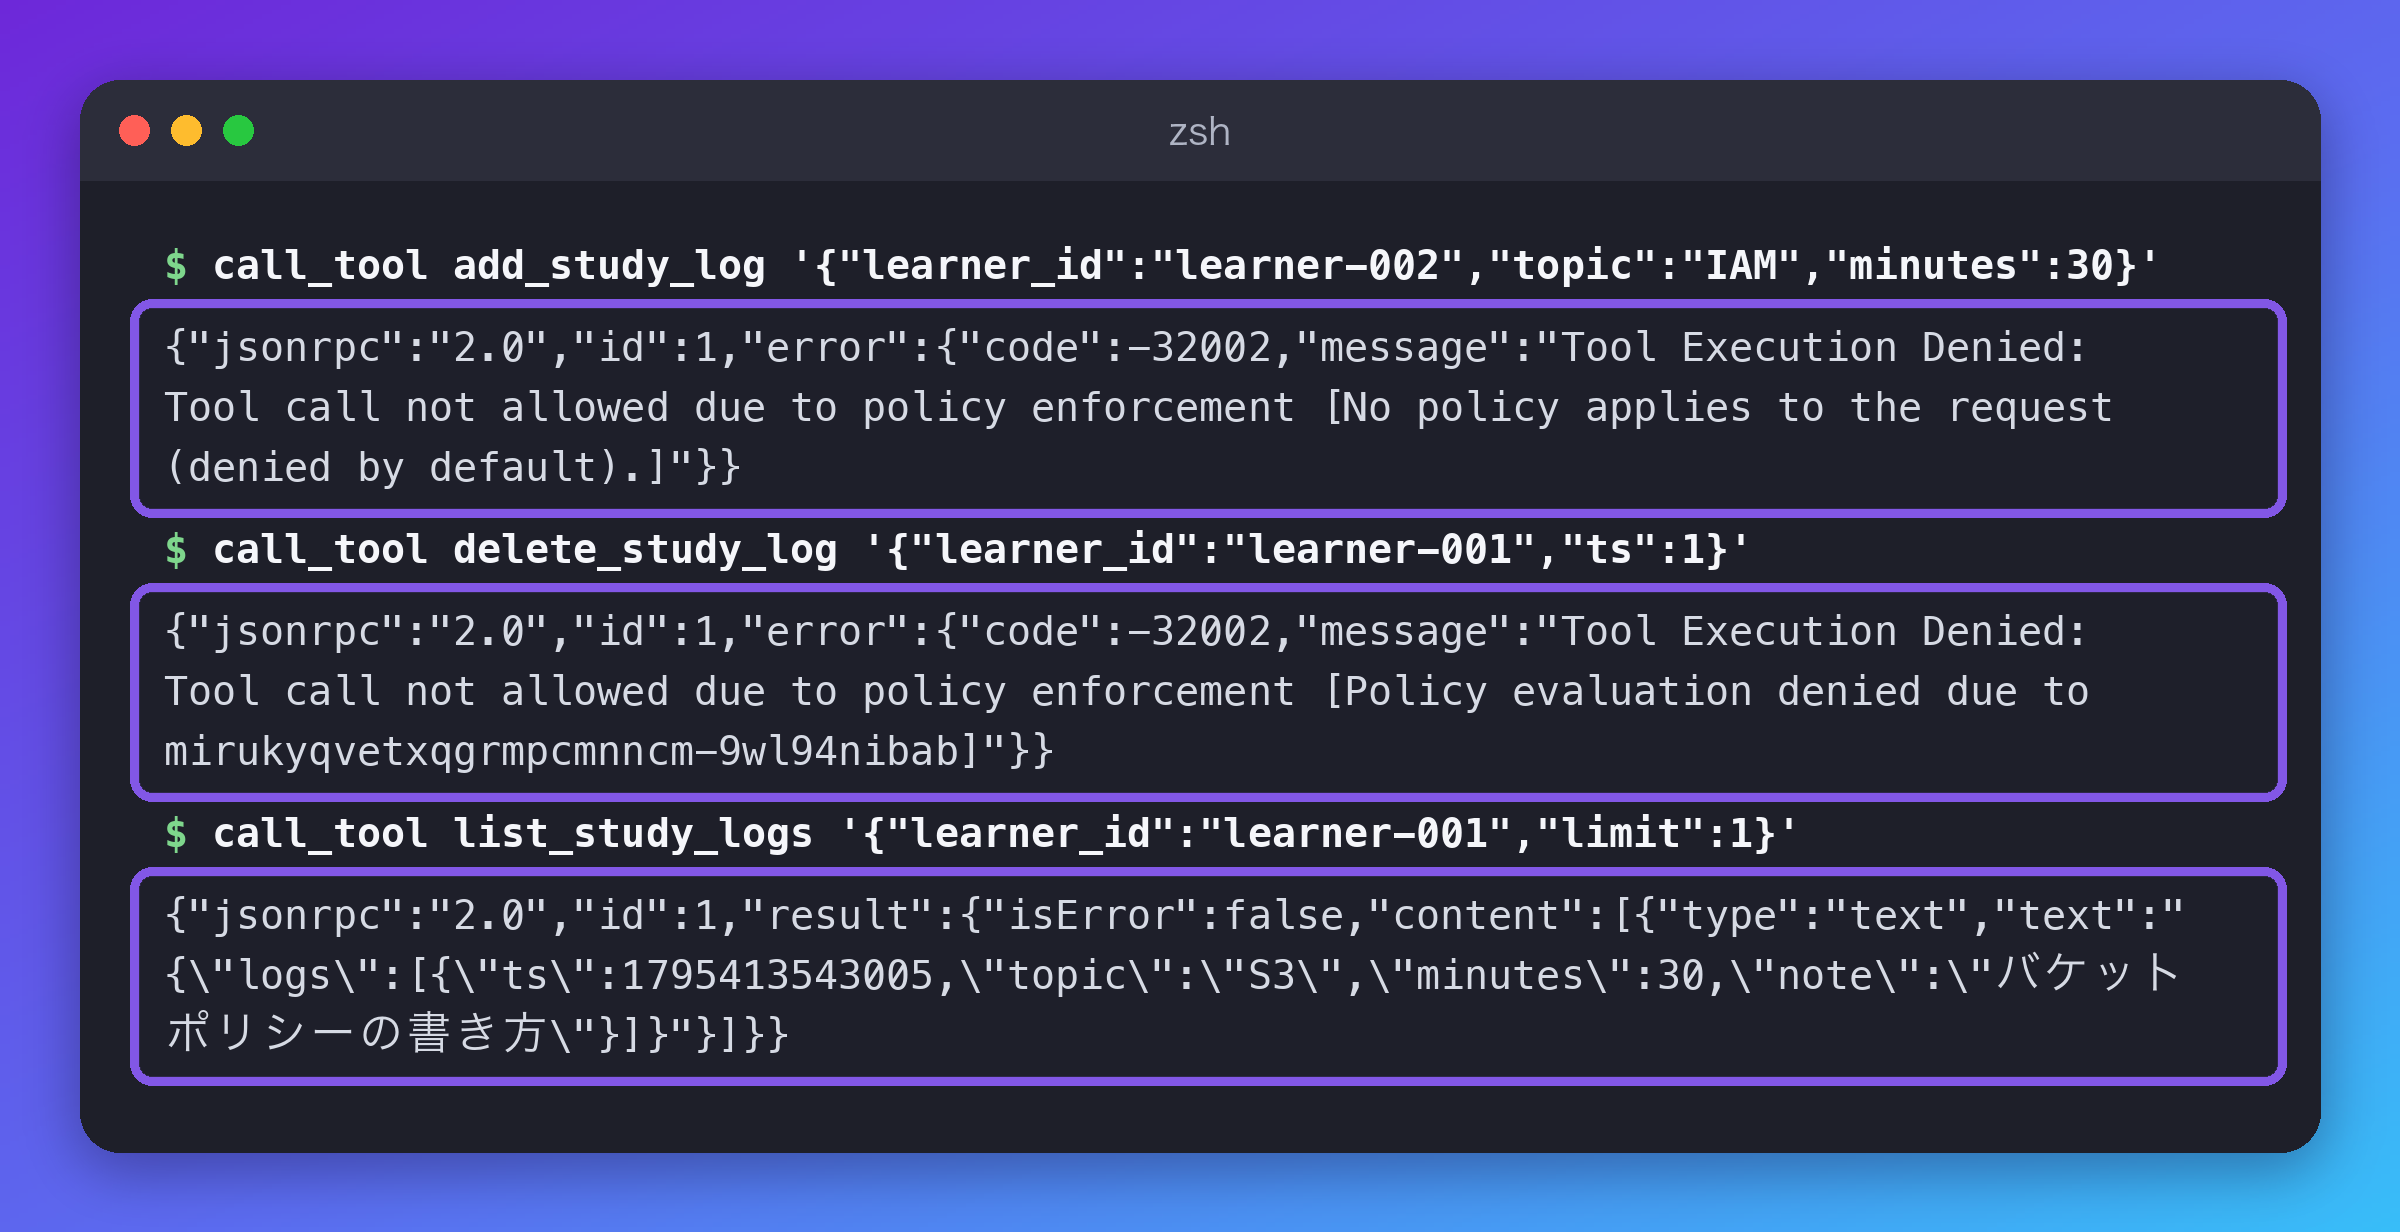 zsh
$ call_tool add_study_log '{"learner_id":"learner-002","topic":"IAM","minutes":30}'
{"jsonrpc":"2.0","id":1,"error":{"code":-32002,"message":"Tool Execution Denied:
Tool call not allowed due to policy enforcement [No policy applies to the request
(denied by default).]"}}
$ call_tool delete_study_log '{"learner_id":"learner-001","ts":1}'
{"jsonrpc":"2.0","id":1,"error":{"code":-32002,"message":"Tool Execution Denied:
Tool call not allowed due to policy enforcement [Policy evaluation denied due to
mirukyqvetxqgrmpcmnncm-9wl94nibab]"}}
$ call_tool list_study_logs '{"learner_id":"learner-001","limit":1}'
{"jsonrpc":"2.0","id":1,"result":{"isError":false,"content":[{"type":"text","text":"
{\"logs\":[{\"ts\":1795413543005,\"topic\":\"S3\",\"minutes\":30,\"note\":\"バケット
ポリシーの書き方\"}]}"}]}}